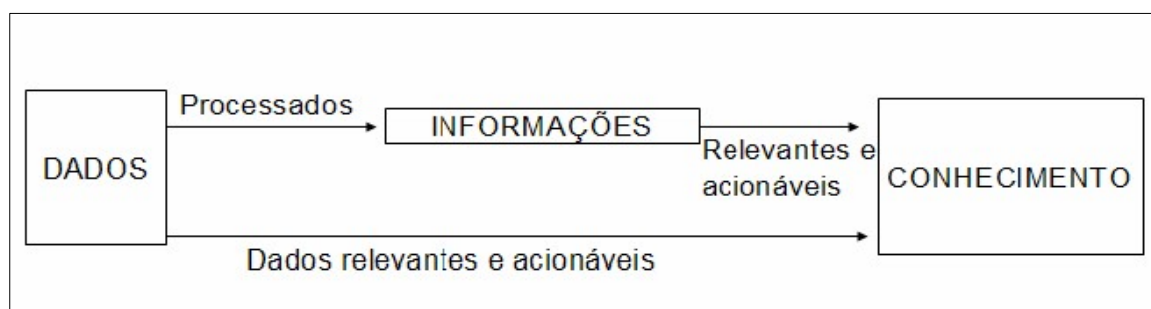 Processados
INFORMAÇÕES
DADOS
Relevantes e
acionáveis
CONHECIMENTO
Dados relevantes e acionáveis